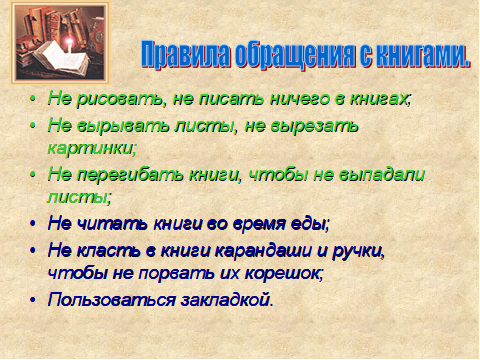 Правила обращения с книгами.
• Не рисовать, не писать ничего в книгах;
• Не вырывать листы, не вырезать
картинки;
• Не перегибать книги, чтобы не выпадали
листы;
• Не читать книги во время еды;
• Не класть в книги карандаши и ручки,
чтобы не порвать их корешок;
• Пользоваться закладкой.